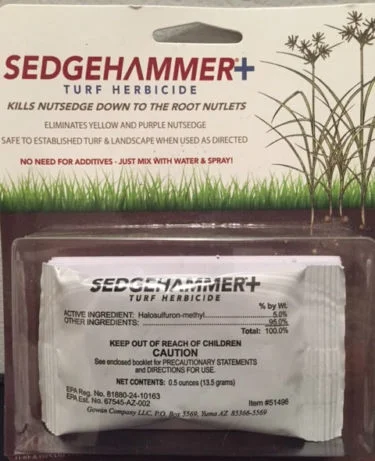 SEDGEHAMMER+
TURF HERBICIDE
KILLS NUTSEDGE DOWN TO THE ROOT NUTLETS
ELIMINATES YELLOW AND PURPLE NUTSEDGE
SAFE TO ESTABLISHED TURF & LANDSCAPE WHEN USED AS DIRECTED
NO NEED FOR ADDITIVES - JUST MIX WITH WATER & SPRAY!
SEDGEHAMMER+
TURF HERBICIDE
% by Wt.
ACTIVE INGREDIENT: Halosulfuron-methyl..................... 5.0%
OTHER INGREDIENTS:.................................................. 95.0%
Total: 100.0%
KEEP OUT OF REACH OF CHILDREN
CAUTION
See enclosed booklet for PRECAUTIONARY STATEMENTS
and DIRECTIONS FOR USE.
NET CONTENTS: 0.5 ounces (13.5 grams)
EPA Reg. No. 81880-24-10163
EPA Est. No. 67545-AZ-002
Item #51496
Gowan Company LLC, P.O. Box 5569, Yuma AZ 85366-5569